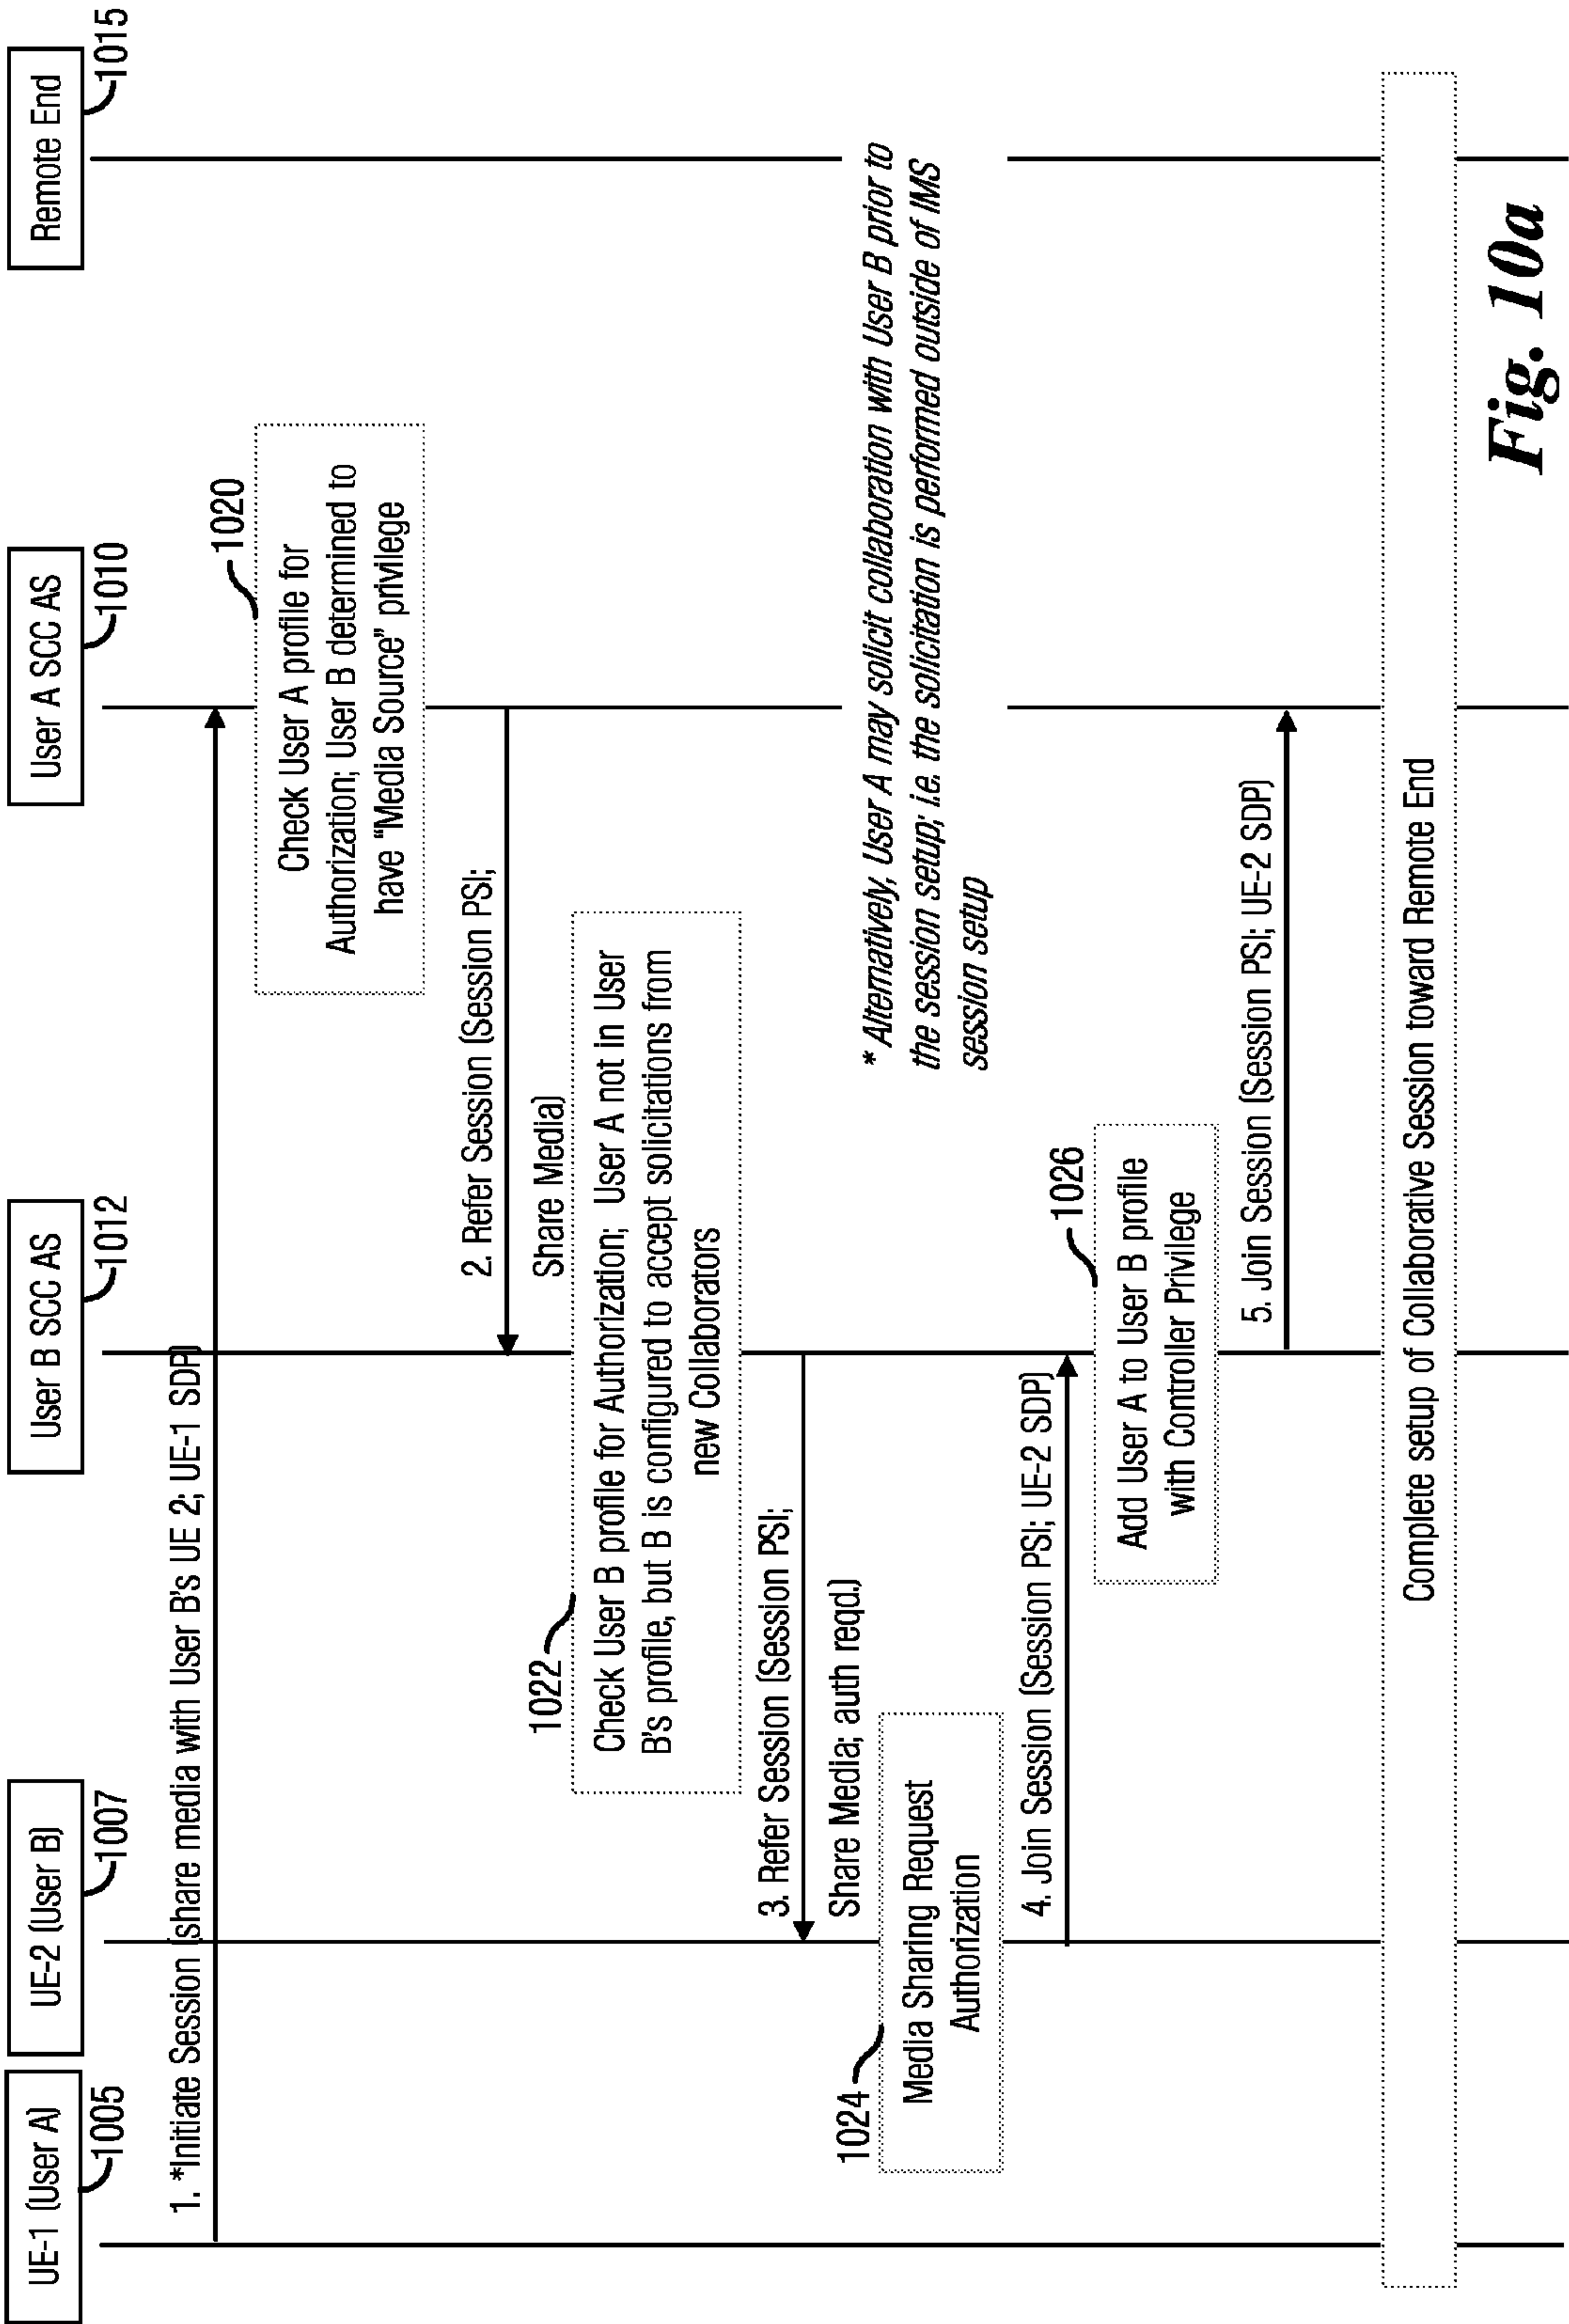 UE-1 (User A)
1005
UE-2 (User B)
1007
User B SCC AS
1012
User A SCC AS
1010
Remote End
1015
1. *Initiate Session (share media with User B's UE 2; UE-1 SDP)
1020
Check User A profile for
Authorization; User B determined to
have “Media Source” privilege
2. Refer Session (Session PSI;
Share Media)
1022
Check User B profile for Authorization; User A not in User
B's profile, but B is configured to accept solicitations from
new Collaborators
3. Refer Session (Session PSI;
Share Media; auth reqd.)
1024
Media Sharing Request
Authorization
* Alternatively, User A may solicit collaboration with User B prior to
the session setup; i.e. the solicitation is performed outside of IMS
session setup
4. Join Session (Session PSI; UE-2 SDP)
1026
Add User A to User B profile
with Controller Privilege
5. Join Session (Session PSI; UE-2 SDP)
Complete setup of Collaborative Session toward Remote End
Fig. 10a